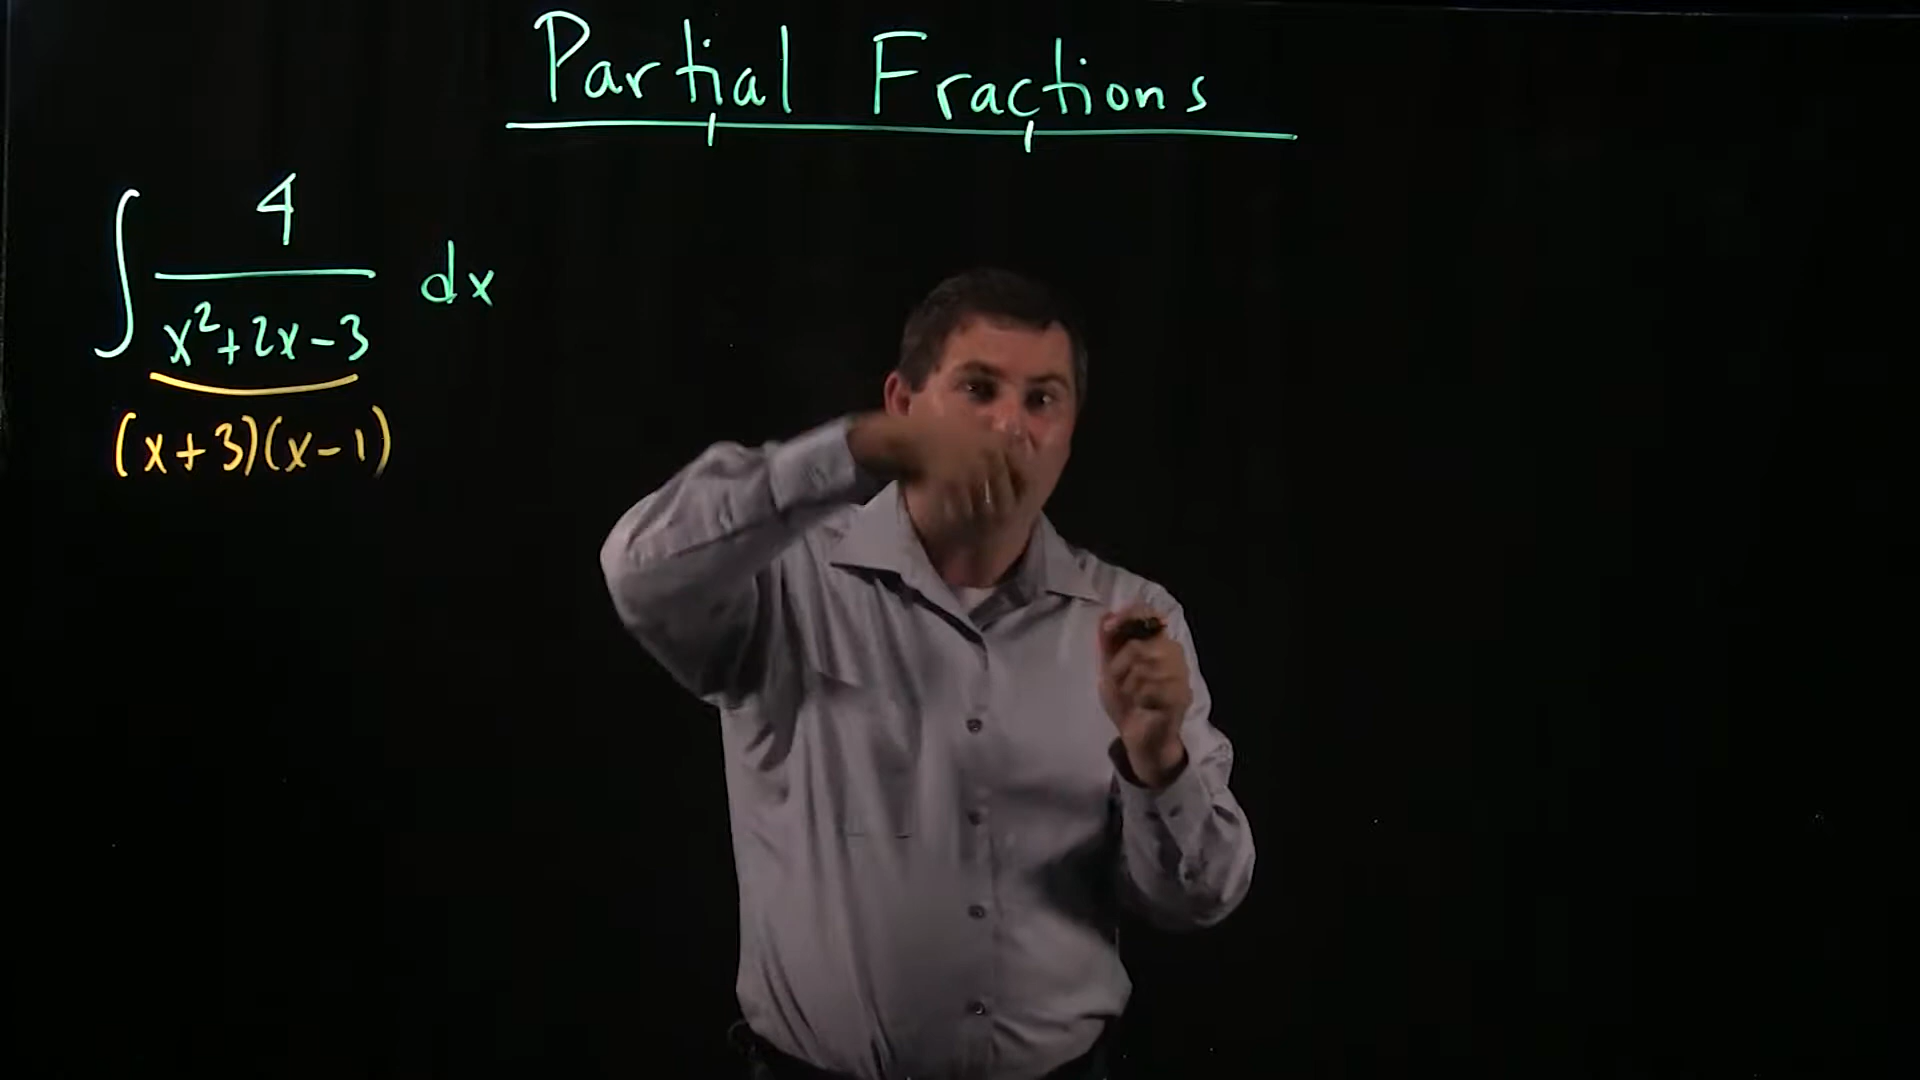 Partial Fractions
∫ 4 / (x²+2x-3) dx
(x+3)(x-1)